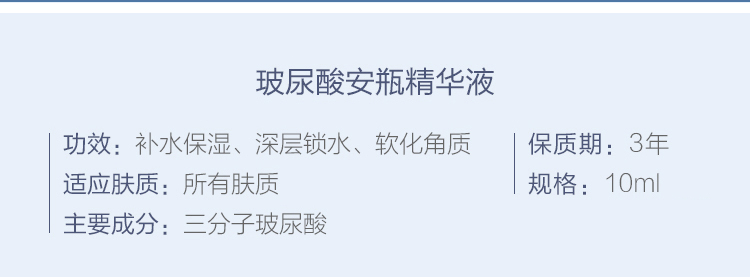 玻尿酸安瓶精华液
功效：补水保湿、深层锁水、软化角质
适应肤质：所有肤质
主要成分：三分子玻尿酸
保质期：3年
规格：10ml